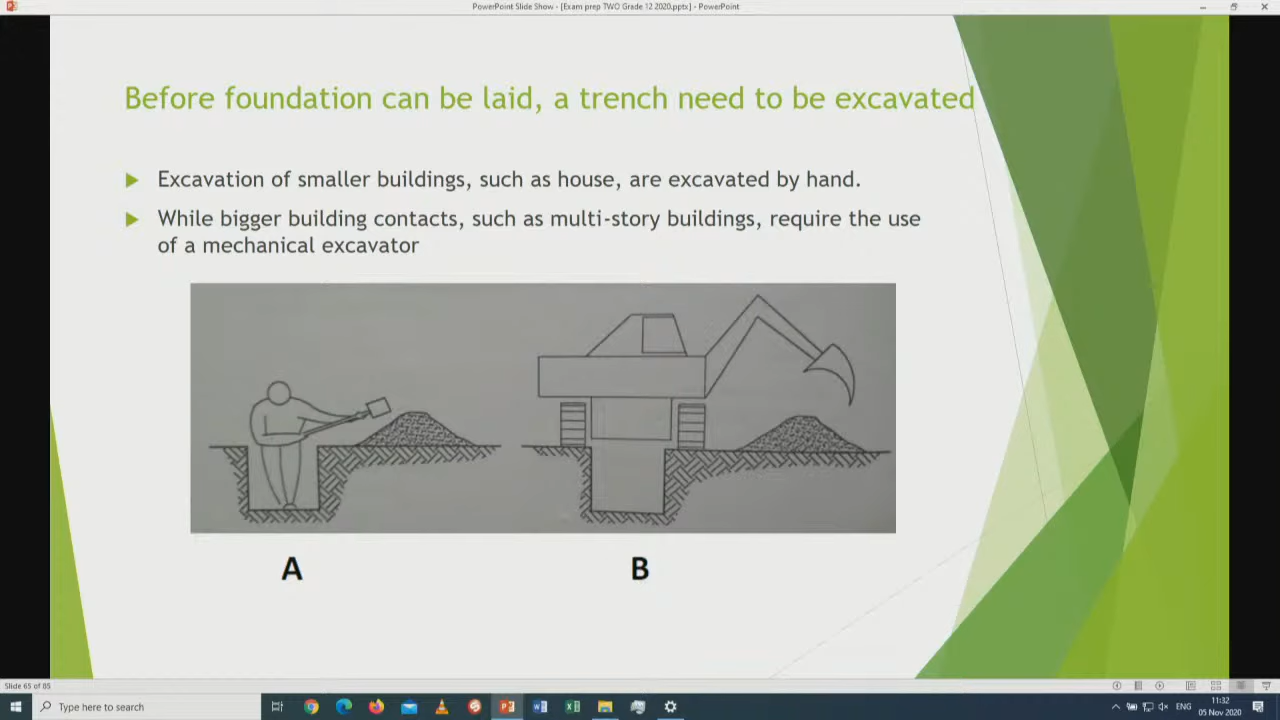 PowerPoint Slide Show - [Exam prep TWO Grade 12 2020.pptx] - PowerPoint
Before foundation can be laid, a trench need to be excavated
Excavation of smaller buildings, such as house, are excavated by hand.
While bigger building contacts, such as multi-story buildings, require the use
of a mechanical excavator
A B
Slide 65 of 85
Type here to search
ENG
11:32
05 Nov 2020